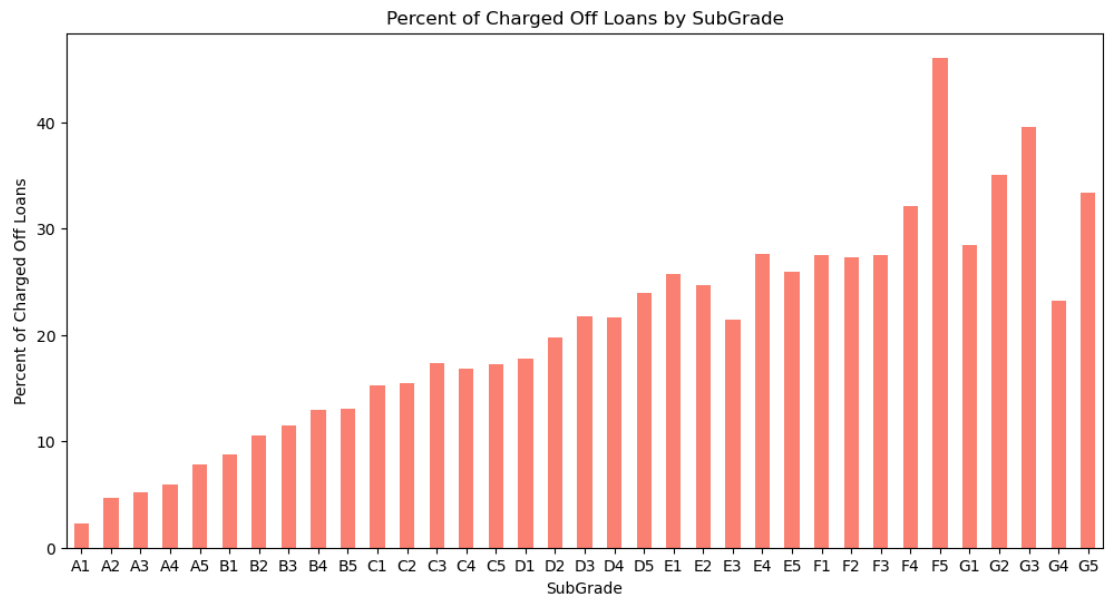 Percent of Charged Off Loans by SubGrade
Percent of Charged Off Loans
40
30
20
10
0
A1 A2 A3 A4 A5 B1 B2 B3 B4 B5 C1 C2 C3 C4 C5 D1 D2 D3 D4 D5 E1 E2 E3 E4 E5 F1 F2 F3 F4 F5 G1 G2 G3 G4 G5
SubGrade